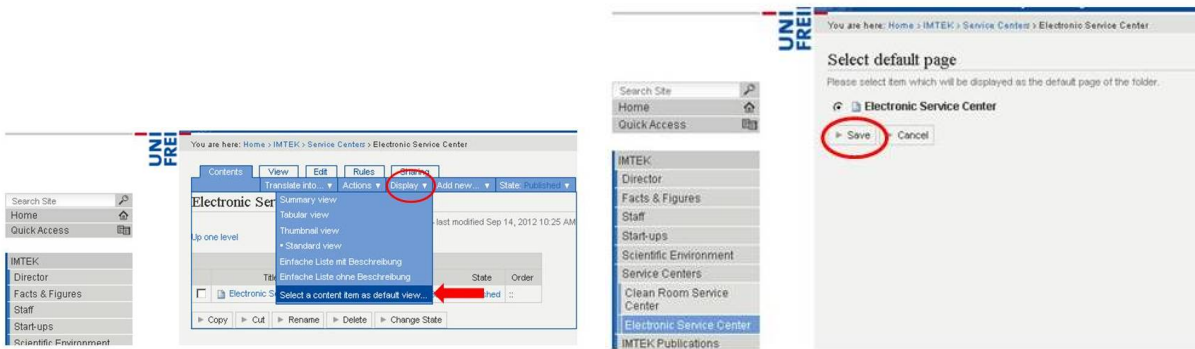 UNI
FREI
You are here: Home › IMTEK › Service Centers › Electronic Service Center
Contents View Edit Rules Sharing
Translate into... ▼ Actions ▼ Display ▼ Add new... ▼ State: Published ▼
Search Site
Home
Quick Access
IMTEK
Director
Facts & Figures
Staff
Start-ups
Scientific Environment
Electronic Ser
last modified Sep 14, 2012 10:25 AM
Up one level
Summary view
Tabular view
Thumbnail view
• Standard view
Einfache Liste mit Beschreibung
Einfache Liste ohne Beschreibung
Select a content item as default view...
Title State Order
Electronic S
Copy Cut Rename Delete Change State
UNI
FREI
You are here: Home › IMTEK › Service Centers › Electronic Service Center
Select default page
Please select item which will be displayed as the default page of the folder.
Electronic Service Center
Save Cancel
Search Site
Home
Quick Access
IMTEK
Director
Facts & Figures
Staff
Start-ups
Scientific Environment
Service Centers
Clean Room Service
Center
Electronic Service Center
IMTEK Publications